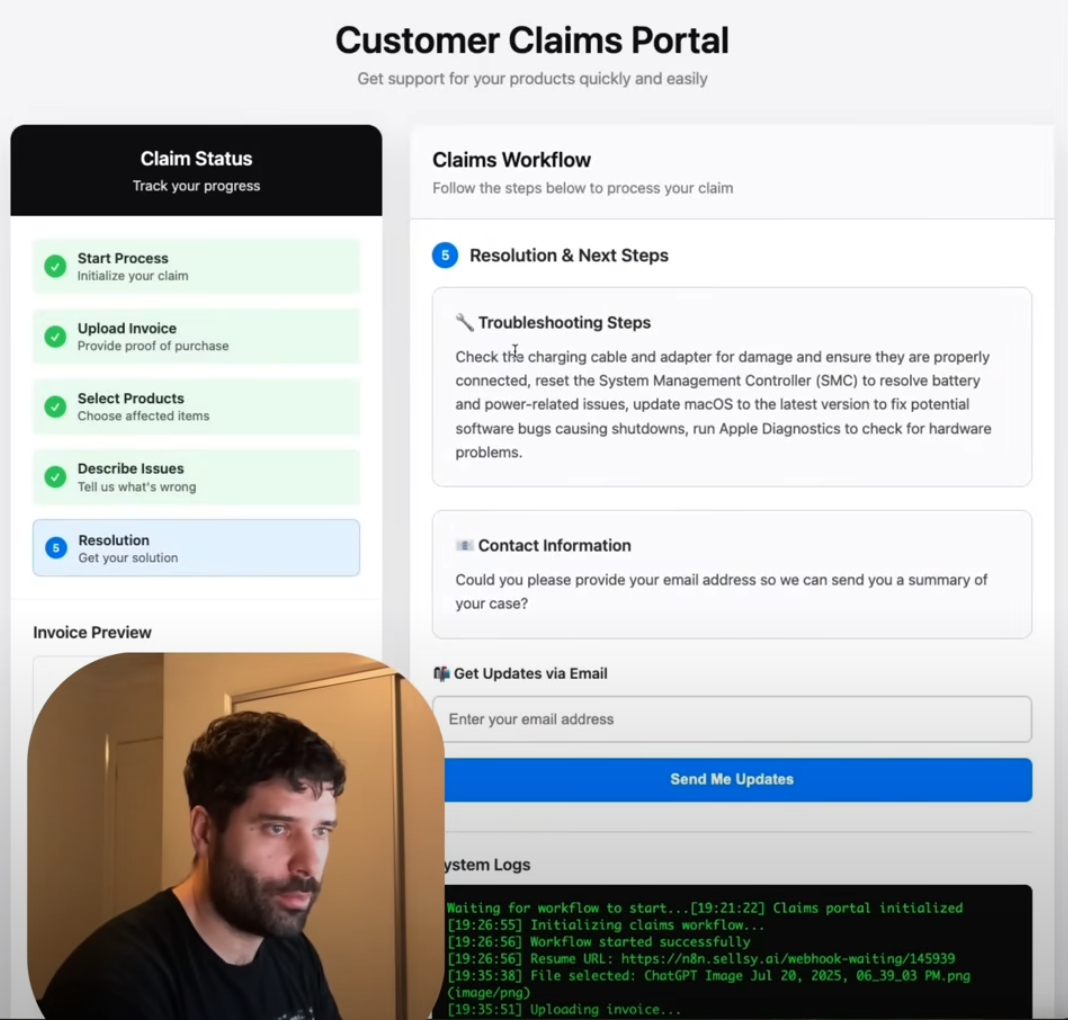 Customer Claims Portal
Get support for your products quickly and easily
Claim Status
Track your progress
Start Process
Initialize your claim
Upload Invoice
Provide proof of purchase
Select Products
Choose affected items
Describe Issues
Tell us what's wrong
5
Resolution
Get your solution
Invoice Preview
Claims Workflow
Follow the steps below to process your claim
5 Resolution & Next Steps
Troubleshooting Steps
Check the charging cable and adapter for damage and ensure they are properly
connected, reset the System Management Controller (SMC) to resolve battery
and power-related issues, update macOS to the latest version to fix potential
software bugs causing shutdowns, run Apple Diagnostics to check for hardware
problems.
Contact Information
Could you please provide your email address so we can send you a summary of
your case?
Get Updates via Email
Enter your email address
Send Me Updates
ystem Logs
Waiting for workflow to start...[19:21:22] Claims portal initialized
[19:26:55] Initializing claims workflow...
[19:26:56] Workflow started successfully
[19:26:56] Resume URL: https://n8n.sellsy.ai/webhook-waiting/145939
[19:35:38] File selected: ChatGPT Image Jul 20, 2025, 06_39_03 PM.png
(image/png)
[19:35:51] Uploading invoice...